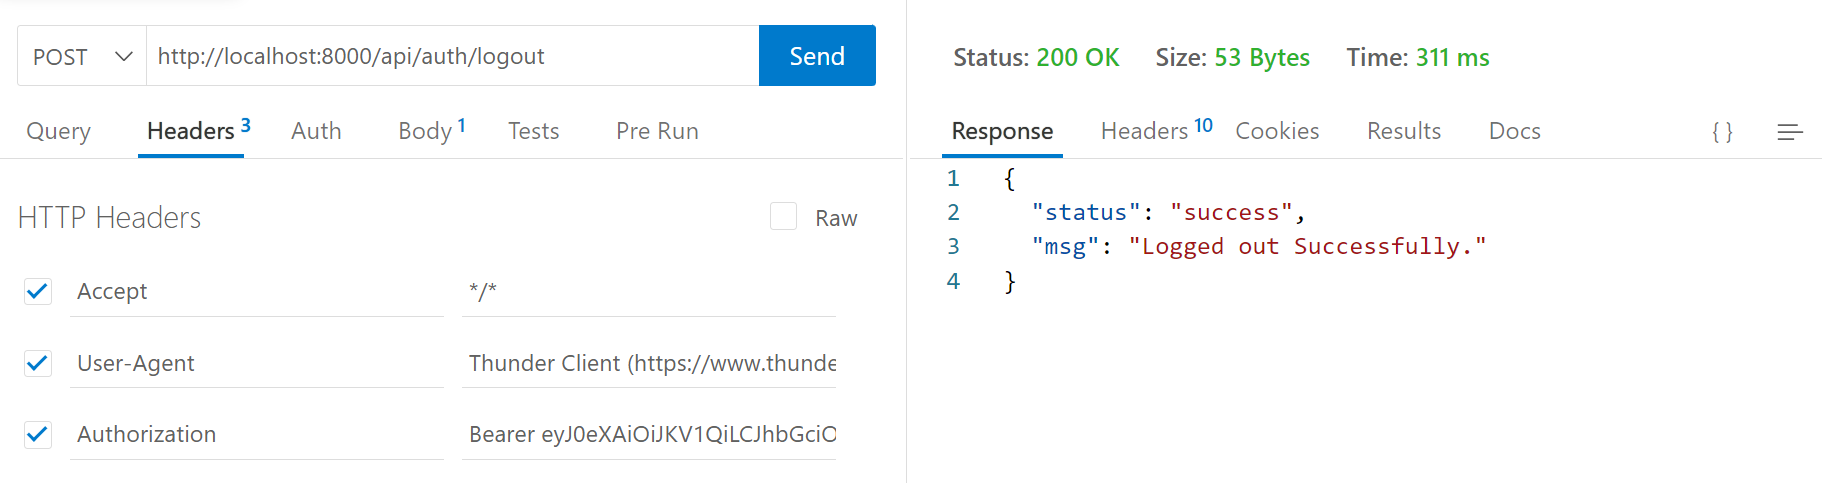 POST http://localhost:8000/api/auth/logout Send
Query Headers 3 Auth Body 1 Tests Pre Run
HTTP Headers Raw
Accept */*
User-Agent Thunder Client (https://www.thunde
Authorization Bearer eyJ0eXAiOiJKV1QiLCJhbGciO
Status: 200 OK Size: 53 Bytes Time: 311 ms
Response Headers 10 Cookies Results Docs { }
1 {
2 "status": "success",
3 "msg": "Logged out Successfully."
4 }